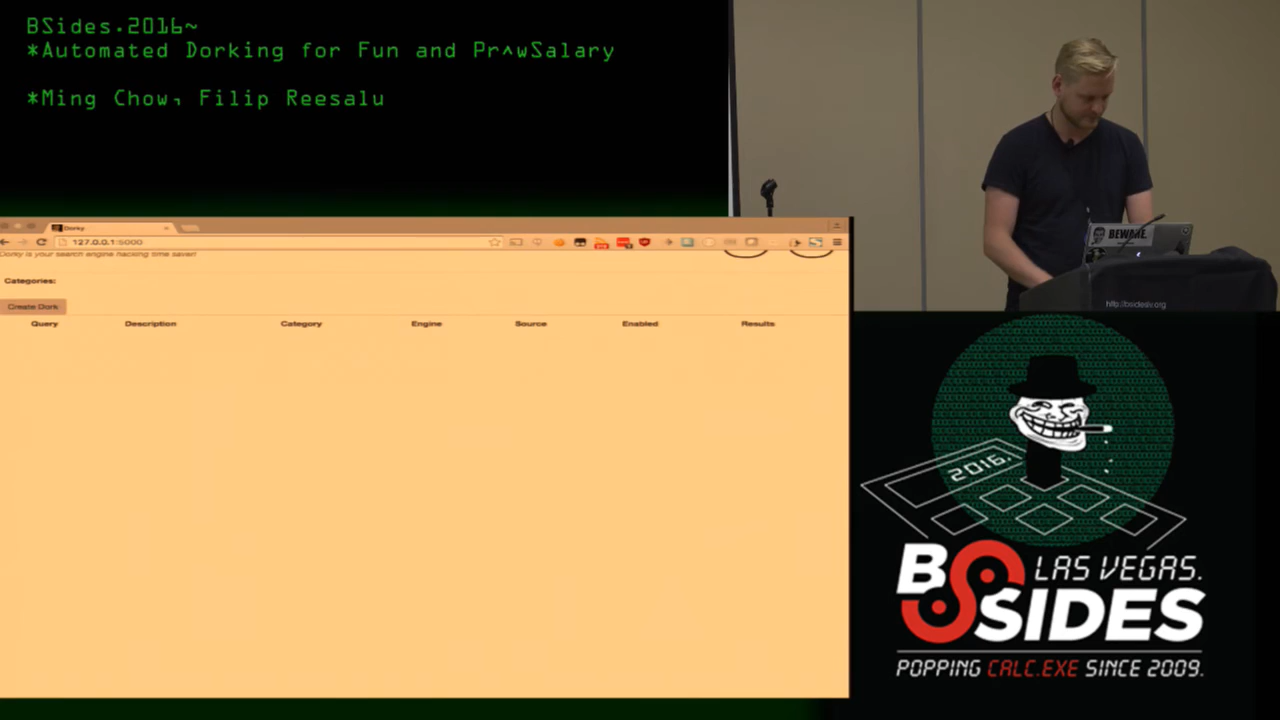 BSides.2016~
*Automated Dorking for Fun and Pr^wSalary
*Ming Chow, Filip Reesalu
Dorky
127.0.0.1:5000
Dorky is your search engine hacking time saver!
Categories:
Create Dork
Query Description Category Engine Source Enabled Results
BEWARE.
http://bsideslv.org
2016.
BSIDES LAS VEGAS.
POPPING CALC.EXE SINCE 2009.